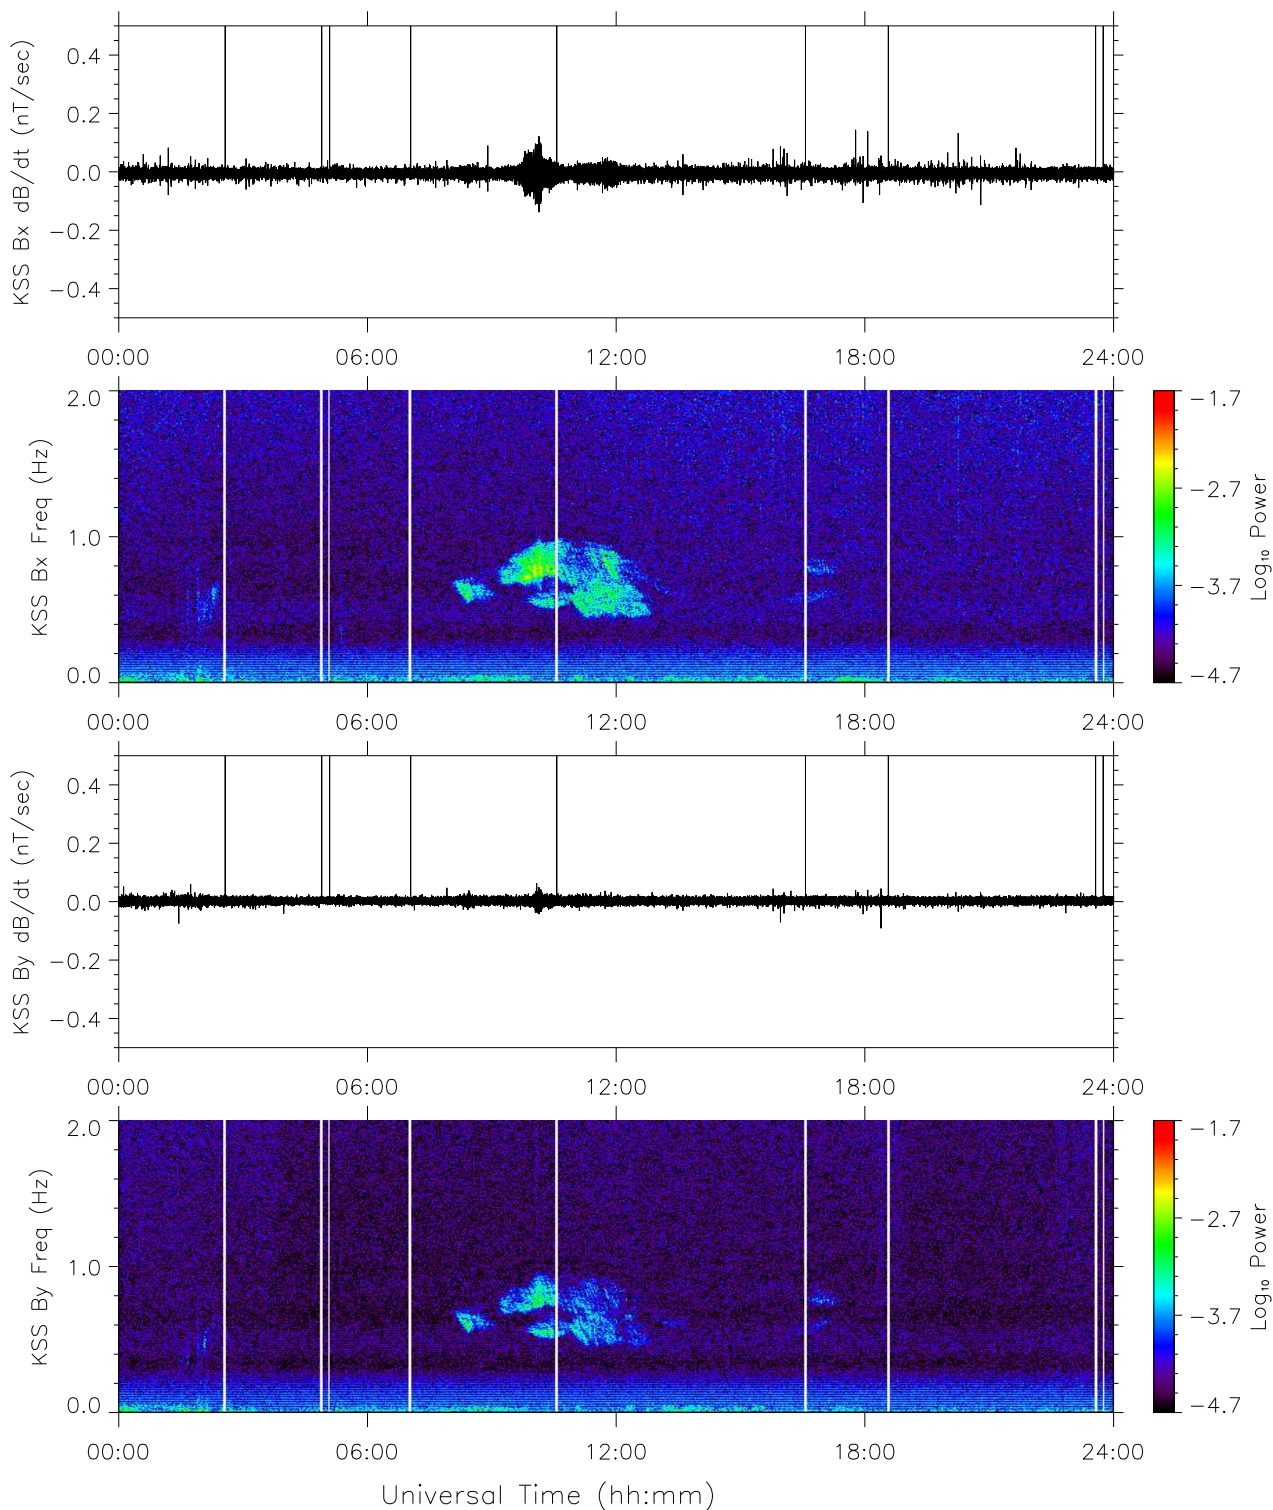 KSS Bx dB/dt (nT/sec)
0.4
0.2
0.0
−0.2
−0.4
00:00 06:00 12:00 18:00 24:00
KSS Bx Freq (Hz)
2.0
1.0
0.0
−1.7
−2.7
−3.7
−4.7
Log₁₀ Power
00:00 06:00 12:00 18:00 24:00
KSS By dB/dt (nT/sec)
0.4
0.2
0.0
−0.2
−0.4
00:00 06:00 12:00 18:00 24:00
KSS By Freq (Hz)
2.0
1.0
0.0
−1.7
−2.7
−3.7
−4.7
Log₁₀ Power
00:00 06:00 12:00 18:00 24:00
Universal Time (hh:mm)